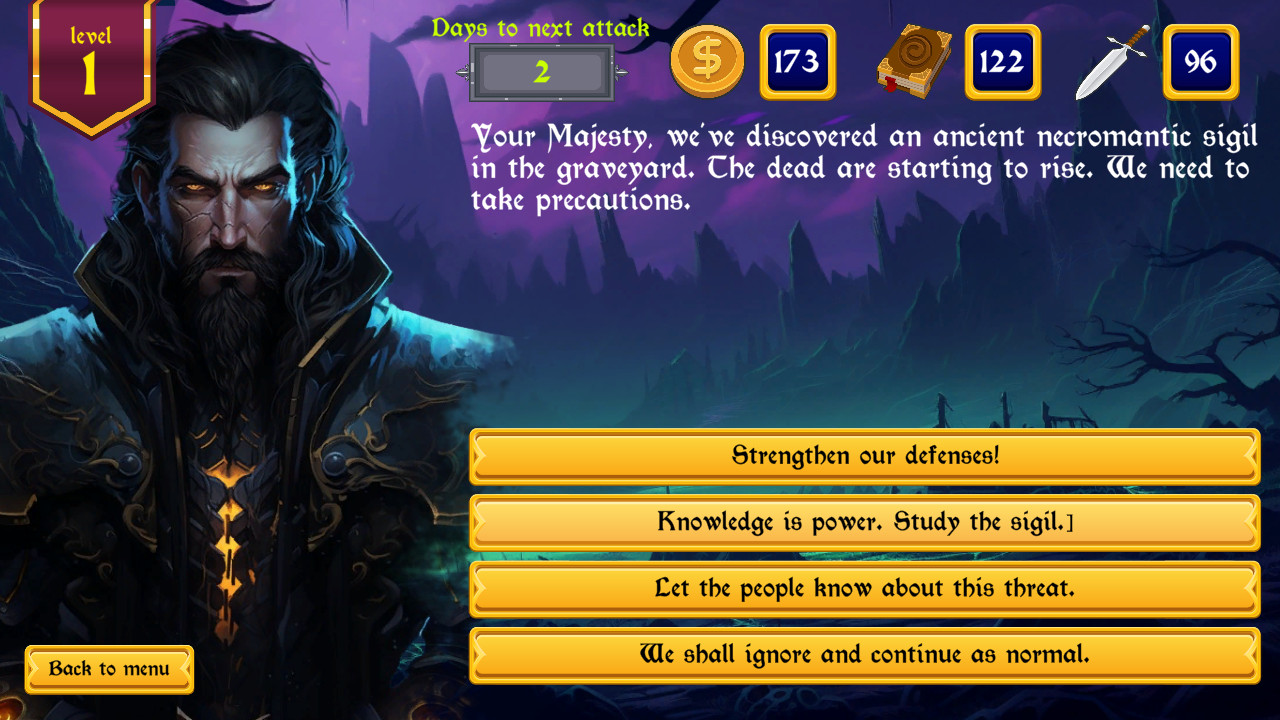 level
1
Days to next attack
2
$
173
122
96
Your Majesty, we've discovered an ancient necromantic sigil
in the graveyard. The dead are starting to rise. We need to
take precautions.
Strengthen our defenses!
Knowledge is power. Study the sigil.]
Let the people know about this threat.
We shall ignore and continue as normal.
Back to menu